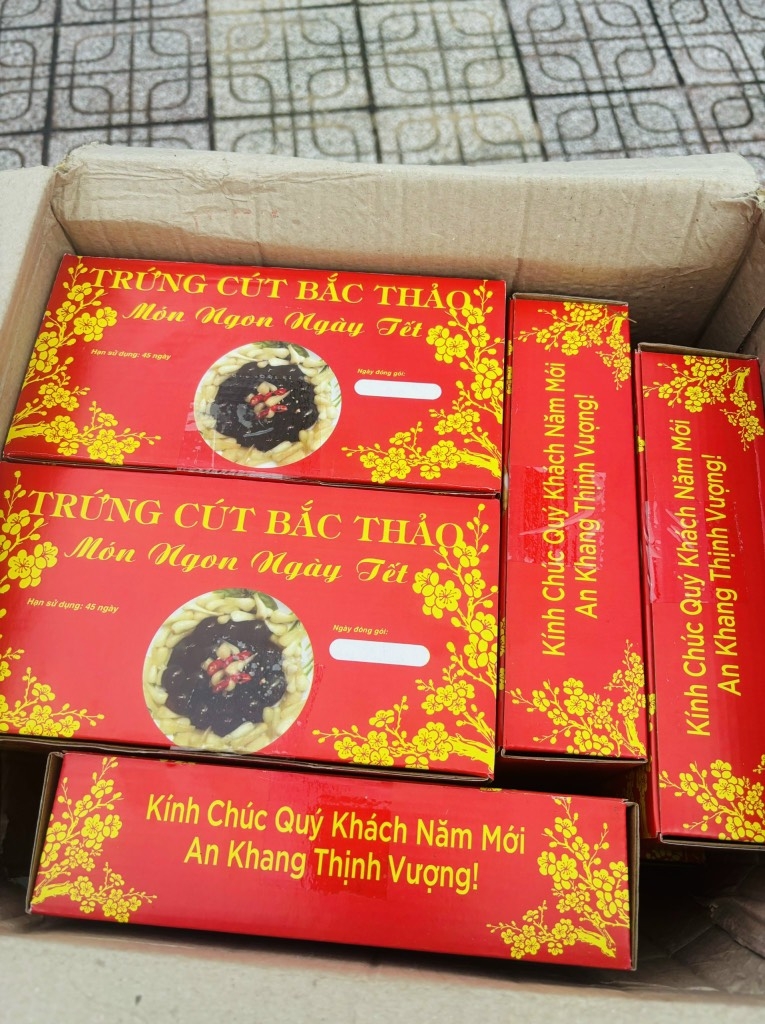 TRỨNG CÚT BẮC THẢO
Món Ngon Ngày Tết
Hạn sử dụng: 45 ngày
Ngày đóng gói:
TRỨNG CÚT BẮC THẢO
Món Ngon Ngày Tết
Hạn sử dụng: 45 ngày
Ngày đóng gói:
Kính Chúc Quý Khách Năm Mới
An Khang Thịnh Vượng!
Kính Chúc Quý Khách Năm Mới
An Khang Thịnh Vượng!
Kính Chúc Quý Khách Năm Mới
An Khang Thịnh Vượng!